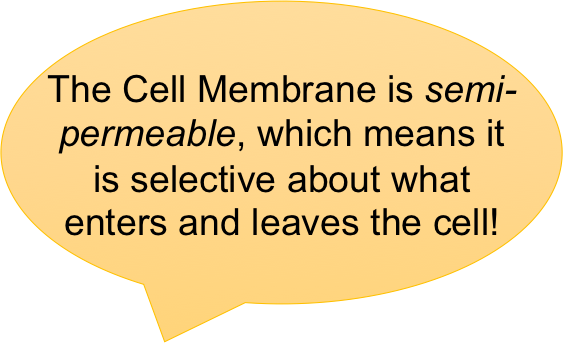 The Cell Membrane is semi-
permeable, which means it
is selective about what
enters and leaves the cell!